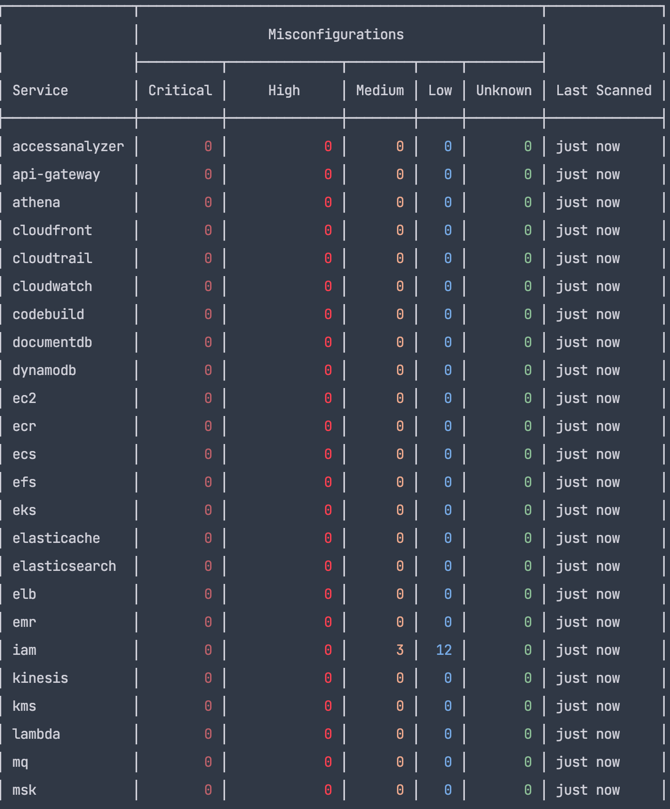 Misconfigurations
Service Critical High Medium Low Unknown Last Scanned
accessanalyzer 0 0 0 0 0 just now
api-gateway 0 0 0 0 0 just now
athena 0 0 0 0 0 just now
cloudfront 0 0 0 0 0 just now
cloudtrail 0 0 0 0 0 just now
cloudwatch 0 0 0 0 0 just now
codebuild 0 0 0 0 0 just now
documentdb 0 0 0 0 0 just now
dynamodb 0 0 0 0 0 just now
ec2 0 0 0 0 0 just now
ecr 0 0 0 0 0 just now
ecs 0 0 0 0 0 just now
efs 0 0 0 0 0 just now
eks 0 0 0 0 0 just now
elasticache 0 0 0 0 0 just now
elasticsearch 0 0 0 0 0 just now
elb 0 0 0 0 0 just now
emr 0 0 0 0 0 just now
iam 0 0 3 12 0 just now
kinesis 0 0 0 0 0 just now
kms 0 0 0 0 0 just now
lambda 0 0 0 0 0 just now
mq 0 0 0 0 0 just now
msk 0 0 0 0 0 just now